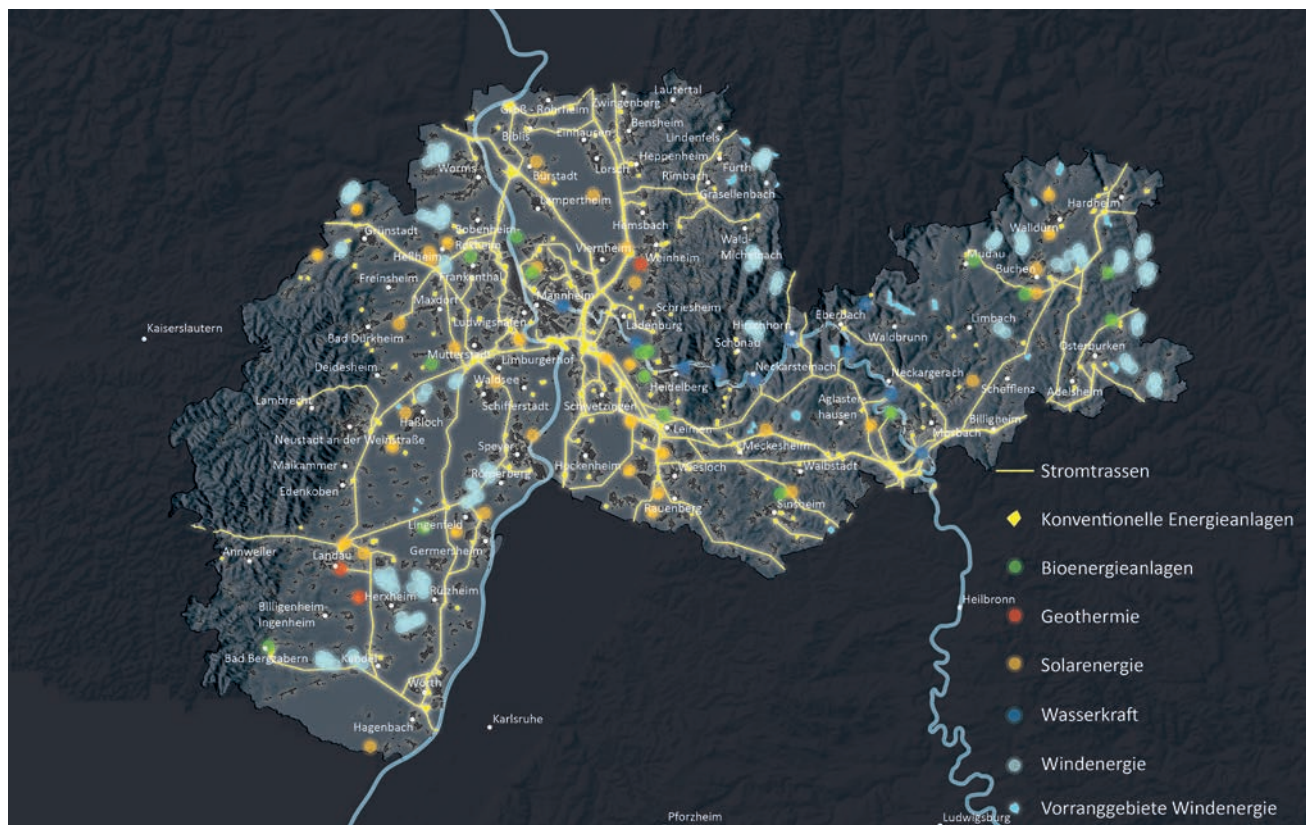 Lautertal
Zwingenberg
Groß - Rohrheim
Bensheim
Lindenfels
Einhausen
Biblis
Heppenheim
Lorsch
Fürth
Worms
Bürstadt
Rimbach
Grasellenbach
Lampertheim
Hardheim
Hemsbach
Walldürn
Bobenheim
Roxheim
Grünstadt
Wald-
Michelbach
Viernheim
Heßheim
Weinheim
Mudau
Buchen
Freinsheim
Frankenthal
Maxdorf
Mannheim
Schriesheim
Kaiserslautern
Ludwigshafen
Ladenburg
Hirschhorn
Eberbach
Limbach
Bad Dürkheim
Waldbrunn
Schönau
Osterburken
Mutterstadt
Limburgerhof
Deidesheim
Neckarsteinach
Neckargerach
Waldsee
Heidelberg
Schefflenz
Adelsheim
Lambrecht
Schifferstadt
Schwetzingen
Aglaster-
hausen
Haßloch
Billigheim
Neustadt an der Weinstraße
Leimen
Mosbach
Speyer
Meckesheim
Maikammer
Hockenheim
Wiesloch
Waibstadt
Römerberg
Edenkoben
Rauenberg
Sinsheim
Lingenfeld
Annweiler
Landau
Germersheim
Herxheim
Rülzheim
Billigenheim
Ingenheim
Heilbronn
Bad Bergzabern
Kandel
Wörth
Hagenbach
Karlsruhe
Pforzheim
Ludwigsburg
Stromtrassen
Konventionelle Energieanlagen
Bioenergieanlagen
Geothermie
Solarenergie
Wasserkraft
Windenergie
Vorranggebiete Windenergie